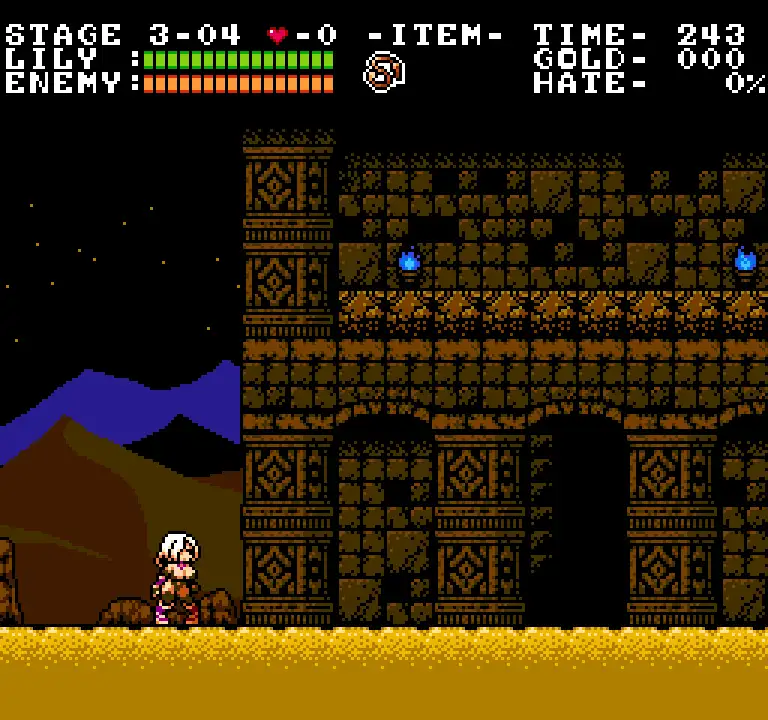 STAGE 3-04 ♥-0 -ITEM- TIME- 243
LILY : GOLD- 000
ENEMY: HATE- 0%